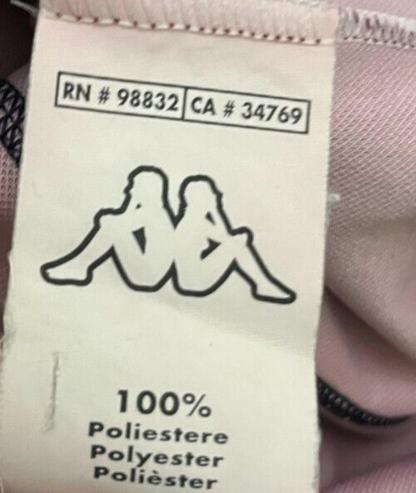 RN # 98832 CA # 34769
100%
Poliestere
Polyester
Polièster